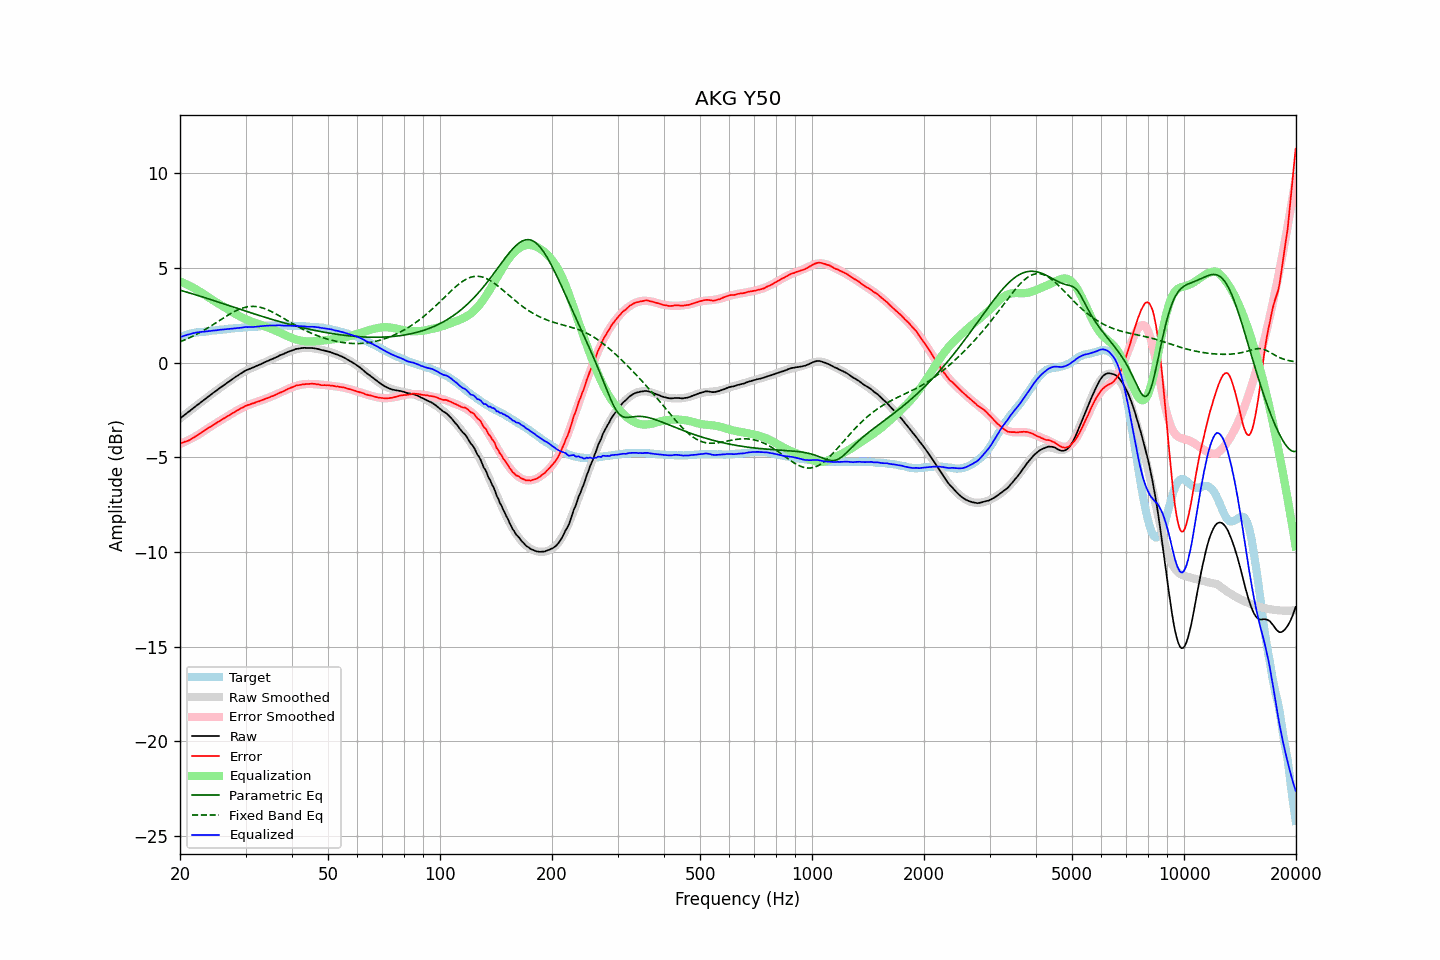 AKG Y50
Amplitude (dBr)
10
5
0
−5
−10
−15
−20
−25
Target
Raw Smoothed
Error Smoothed
Raw
Error
Equalization
Parametric Eq
Fixed Band Eq
Equalized
20 50 100 200 500 1000 2000 5000 10000 20000
Frequency (Hz)